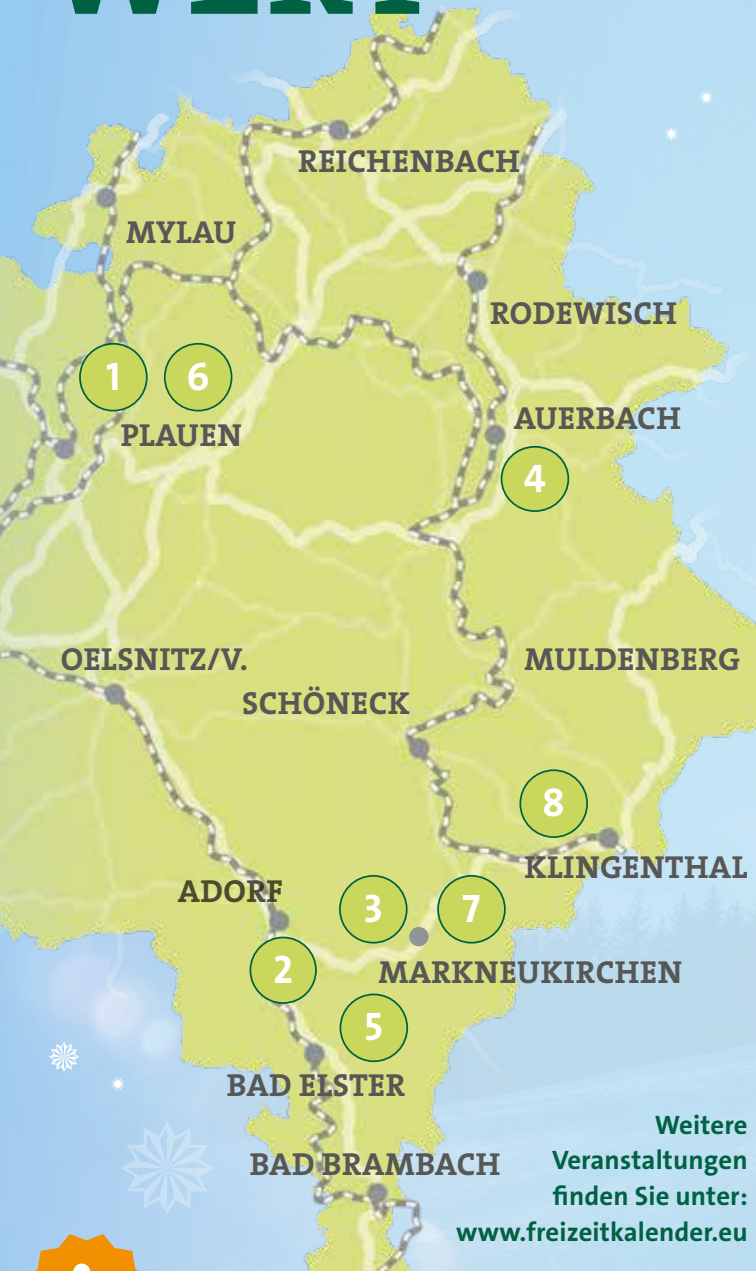 REICHENBACH
MYLAU
RODEWISCH
1
6
PLAUEN
AUERBACH
4
OELSNITZ/V.
MULDENBERG
SCHÖNECK
8
KLINGENTHAL
ADORF
3
7
2
MARKNEUKIRCHEN
5
BAD ELSTER
BAD BRAMBACH
Weitere
Veranstaltungen
finden Sie unter:
www.freizeitkalender.eu